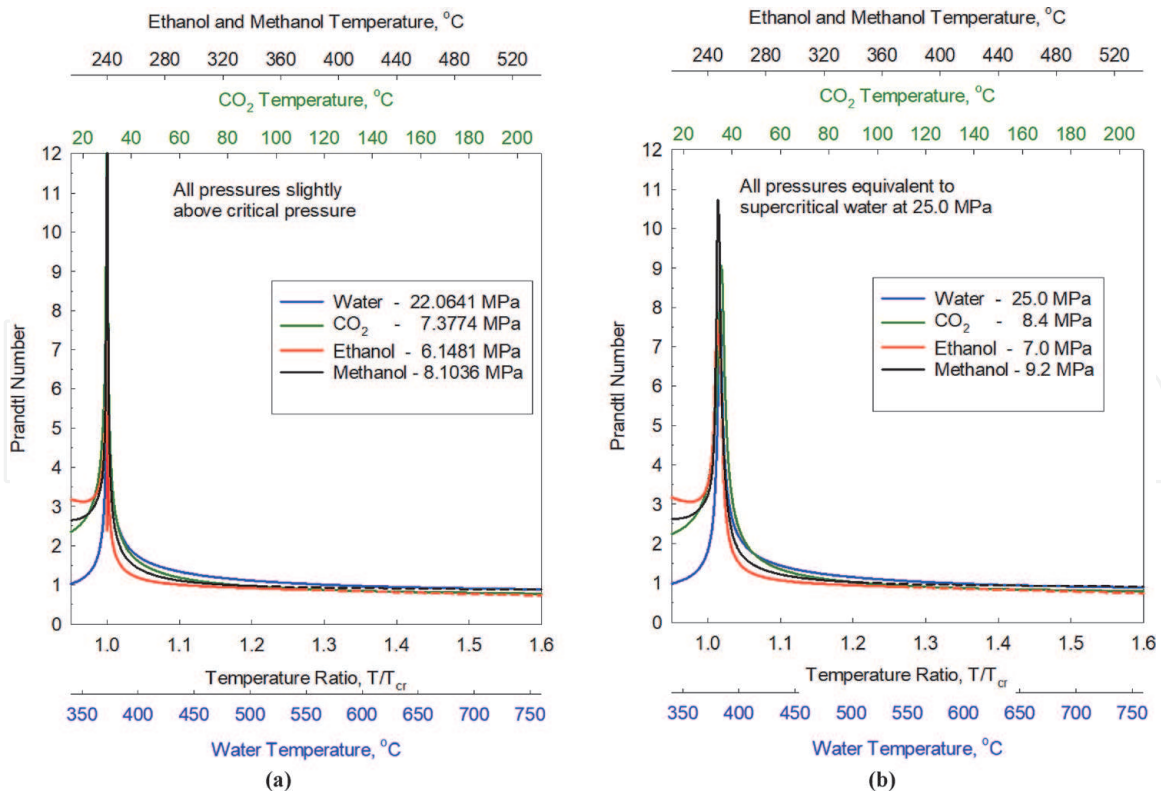 Ethanol and Methanol Temperature, °C
240 280 320 360 400 440 480 520
CO2 Temperature, °C
20 40 60 80 100 120 140 160 180 200
12
11
10
9
8
7
6
5
4
3
2
1
0
Prandtl Number
All pressures slightly
above critical pressure
Water - 22.0641 MPa
CO2 - 7.3774 MPa
Ethanol - 6.1481 MPa
Methanol - 8.1036 MPa
1.0 1.1 1.2 1.3 1.4 1.5 1.6
Temperature Ratio, T/Tcr
350 400 450 500 550 600 650 700 750
Water Temperature, °C
(a)
Ethanol and Methanol Temperature, °C
240 280 320 360 400 440 480 520
CO2 Temperature, °C
20 40 60 80 100 120 140 160 180 200
12
11
10
9
8
7
6
5
4
3
2
1
0
Prandtl Number
All pressures equivalent to
supercritical water at 25.0 MPa
Water - 25.0 MPa
CO2 - 8.4 MPa
Ethanol - 7.0 MPa
Methanol - 9.2 MPa
1.0 1.1 1.2 1.3 1.4 1.5 1.6
Temperature Ratio, T/Tcr
350 400 450 500 550 600 650 700 750
Water Temperature, °C
(b)